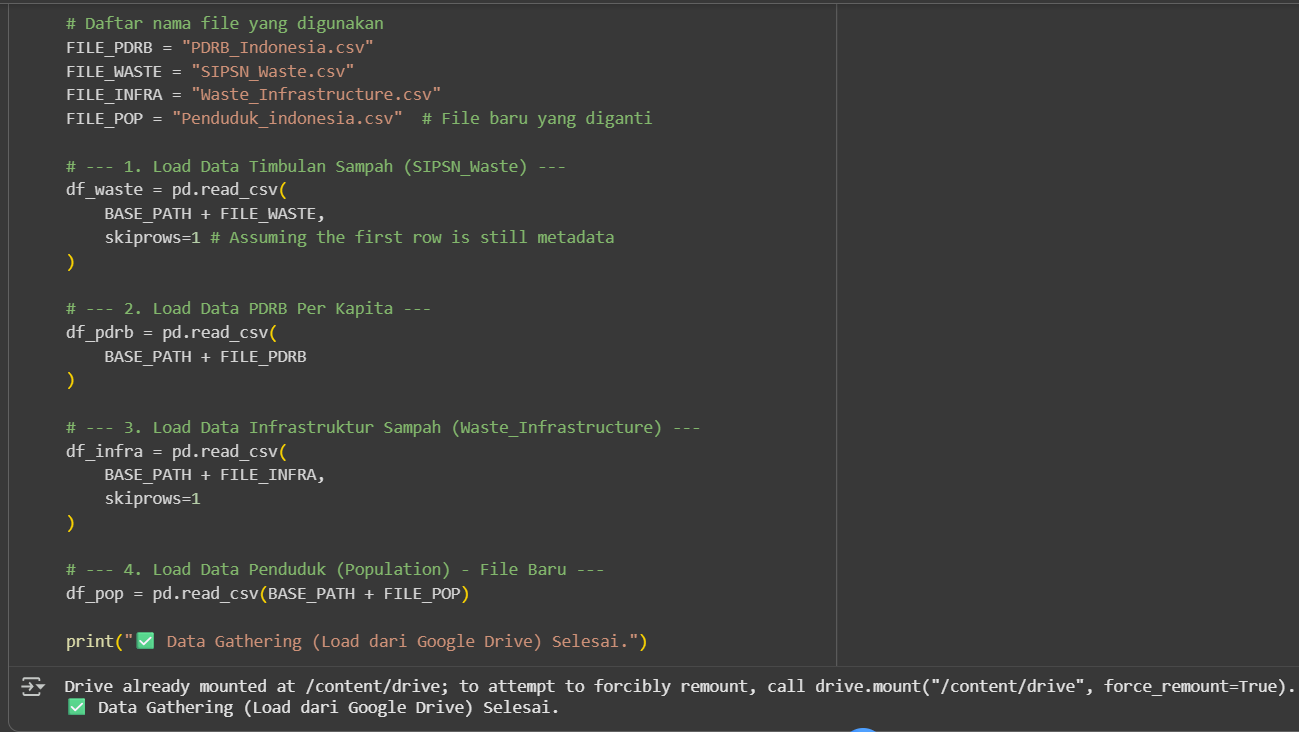 # Daftar nama file yang digunakan
FILE_PDRB = "PDRB_Indonesia.csv"
FILE_WASTE = "SIPSN_Waste.csv"
FILE_INFRA = "Waste_Infrastructure.csv"
FILE_POP = "Penduduk_indonesia.csv"  # File baru yang diganti
# --- 1. Load Data Timbulan Sampah (SIPSN_Waste) ---
df_waste = pd.read_csv(
    BASE_PATH + FILE_WASTE,
    skiprows=1 # Assuming the first row is still metadata
)
# --- 2. Load Data PDRB Per Kapita ---
df_pdrb = pd.read_csv(
    BASE_PATH + FILE_PDRB
)
# --- 3. Load Data Infrastruktur Sampah (Waste_Infrastructure) ---
df_infra = pd.read_csv(
    BASE_PATH + FILE_INFRA,
    skiprows=1
)
# --- 4. Load Data Penduduk (Population) - File Baru ---
df_pop = pd.read_csv(BASE_PATH + FILE_POP)
print("✅ Data Gathering (Load dari Google Drive) Selesai.")
Drive already mounted at /content/drive; to attempt to forcibly remount, call drive.mount("/content/drive", force_remount=True).
✅ Data Gathering (Load dari Google Drive) Selesai.